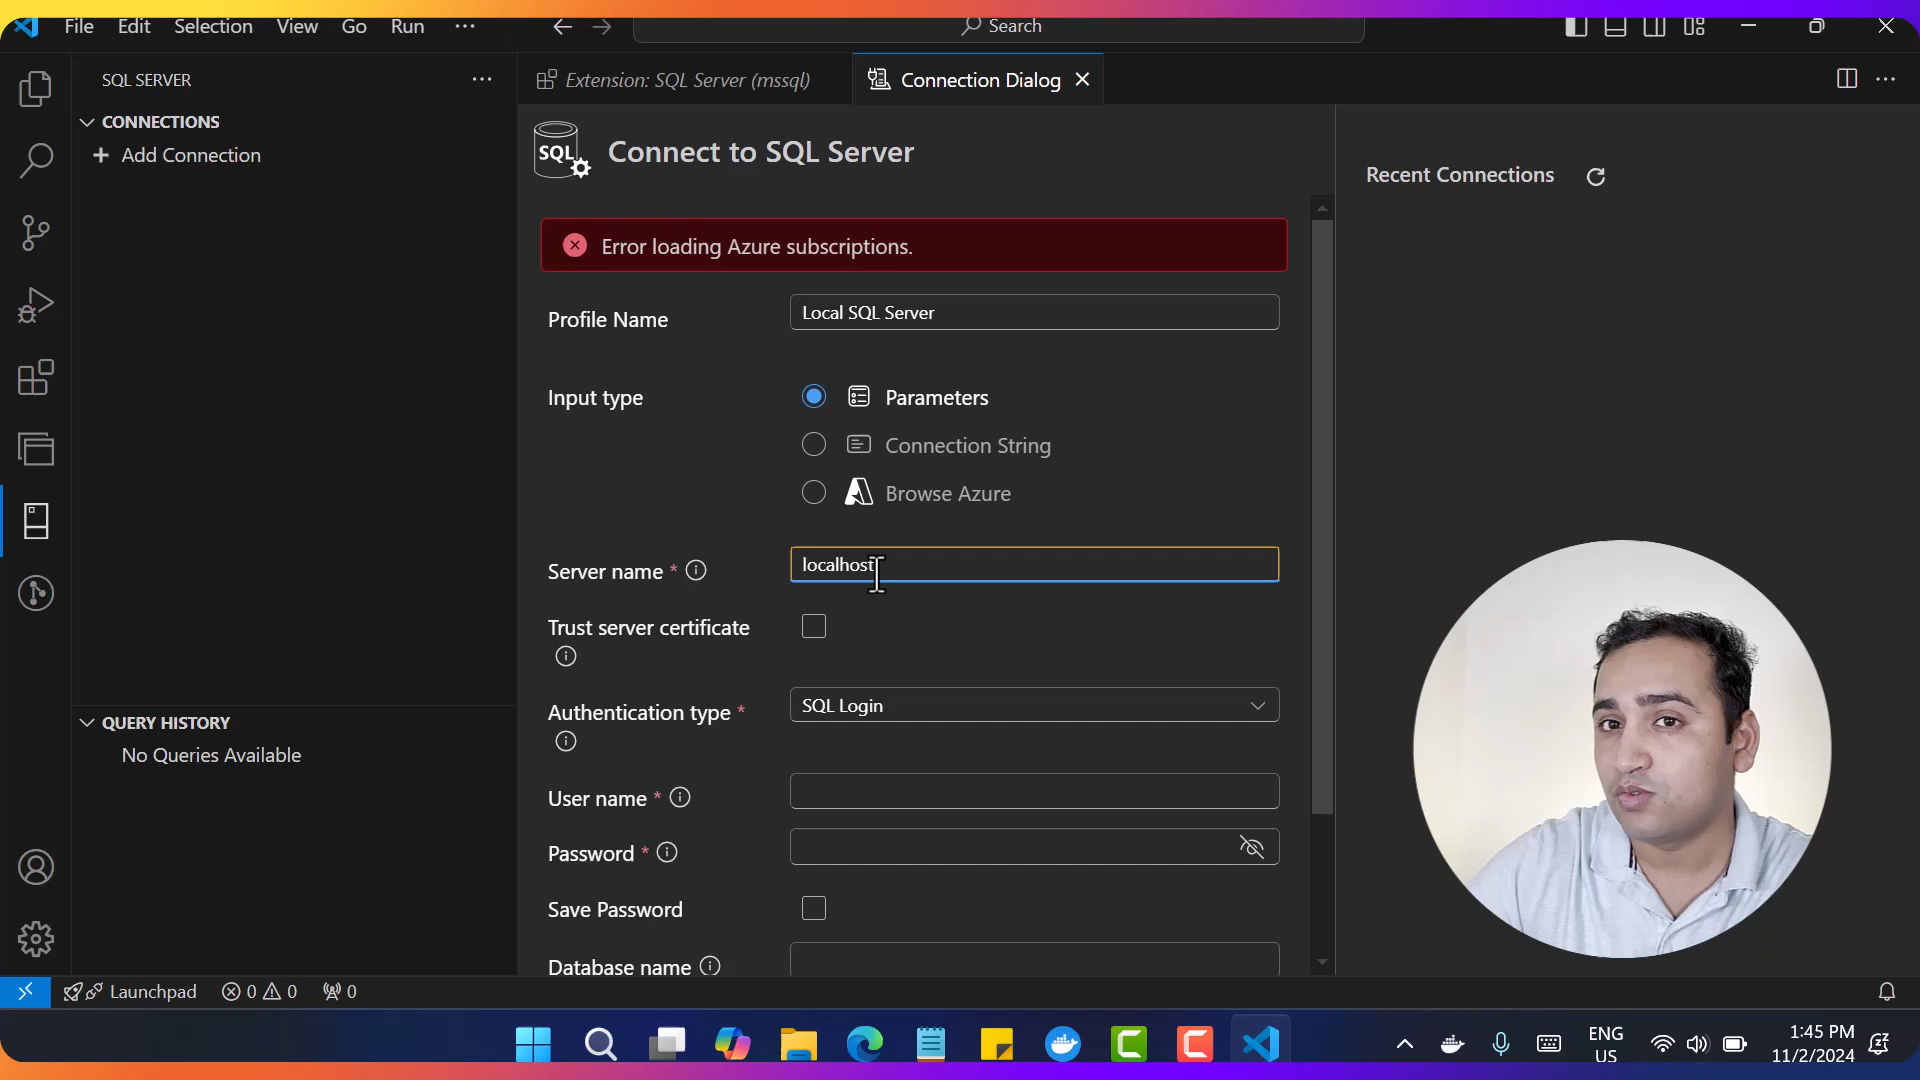 File Edit Selection View Go Run ···
Search
SQL SERVER
CONNECTIONS
Add Connection
Extension: SQL Server (mssql)
Connection Dialog
SQL
Connect to SQL Server
Recent Connections
Error loading Azure subscriptions.
Profile Name
Local SQL Server
Input type
Parameters
Connection String
Browse Azure
Server name *
localhost
Trust server certificate
Authentication type *
SQL Login
User name *
Password *
Save Password
Database name
QUERY HISTORY
No Queries Available
Launchpad 0 0 0
ENG
US
1:45 PM
11/2/2024